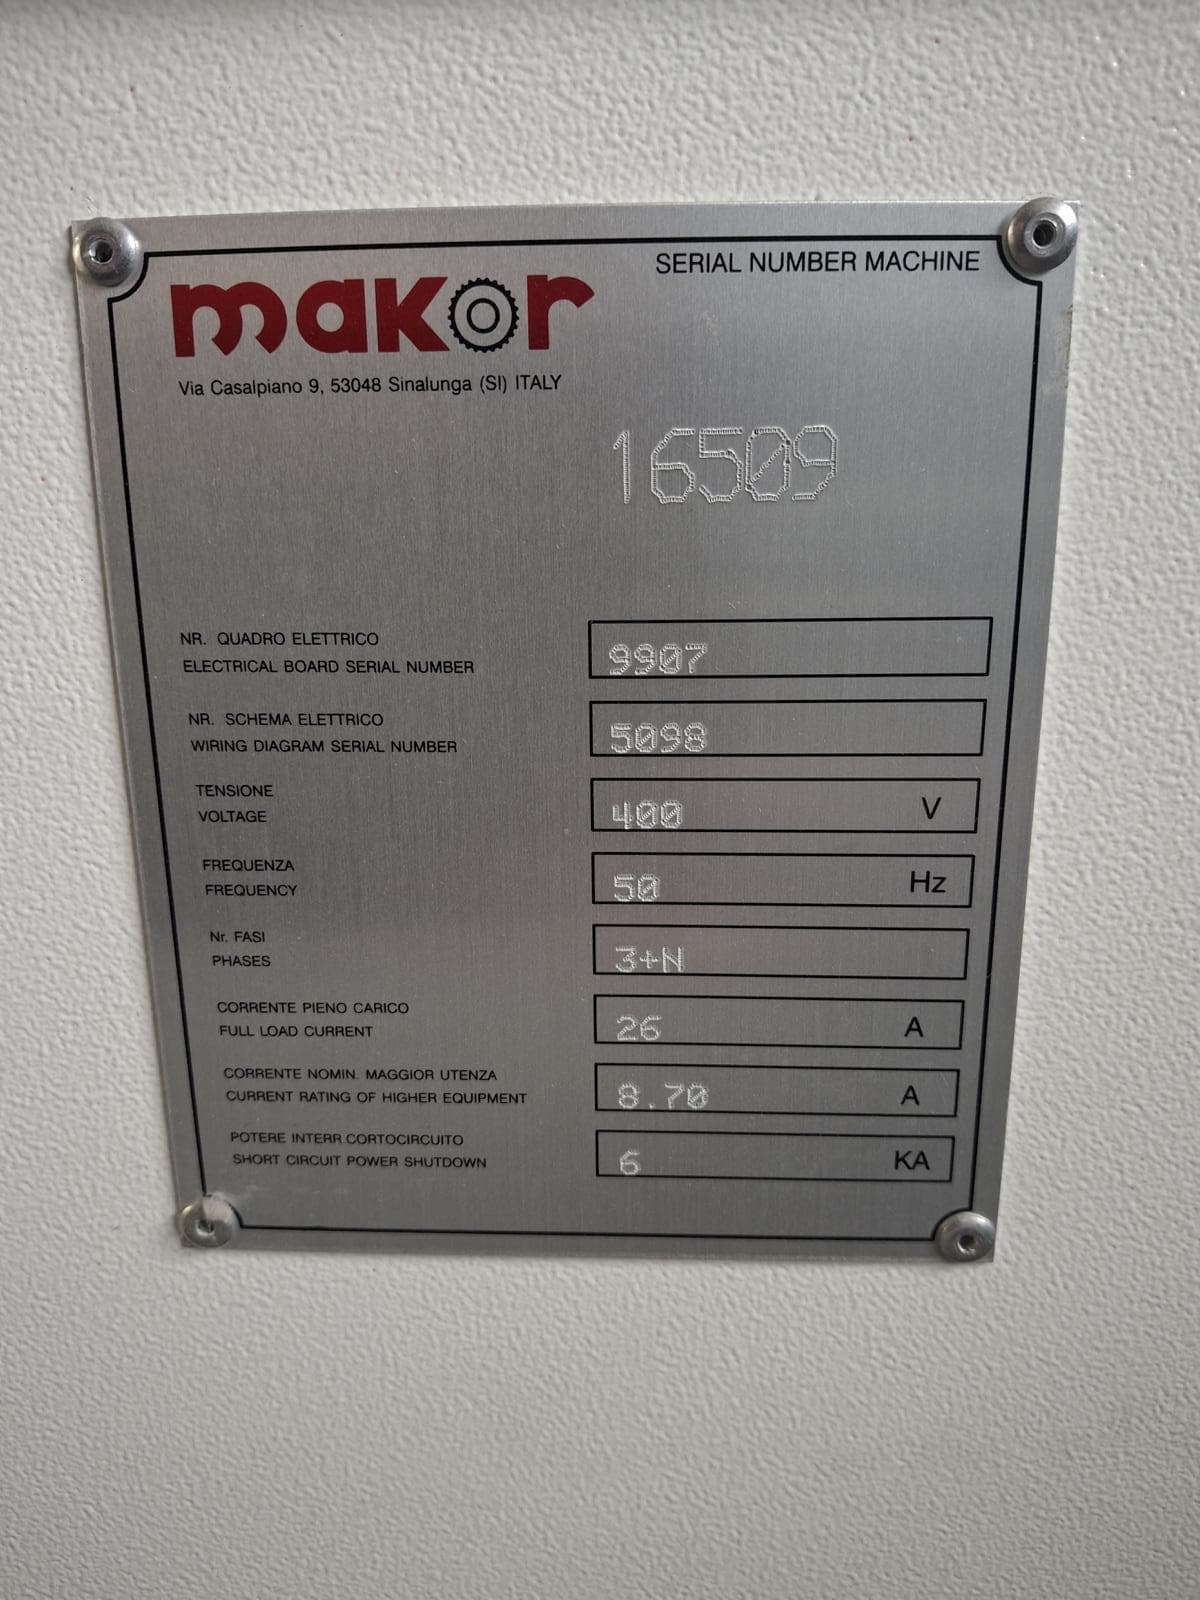 makor
SERIAL NUMBER MACHINE
Via Casalpiano 9, 53048 Sinalunga (SI) ITALY
16509
NR. QUADRO ELETTRICO
ELECTRICAL BOARD SERIAL NUMBER
9907
NR. SCHEMA ELETTRICO
WIRING DIAGRAM SERIAL NUMBER
5098
TENSIONE
VOLTAGE
400 V
FREQUENZA
FREQUENCY
50 Hz
Nr. FASI
PHASES
3+N
CORRENTE PIENO CARICO
FULL LOAD CURRENT
26 A
CORRENTE NOMIN. MAGGIOR UTENZA
CURRENT RATING OF HIGHER EQUIPMENT
8.70 A
POTERE INTERR.CORTOCIRCUITO
SHORT CIRCUIT POWER SHUTDOWN
6 KA